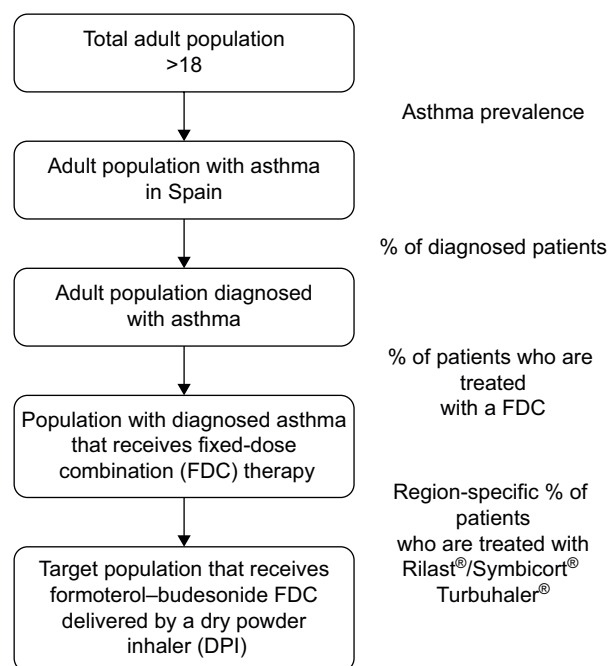 Total adult population
>18
Asthma prevalence
Adult population with asthma
in Spain
% of diagnosed patients
Adult population diagnosed
with asthma
% of patients who are
treated
with a FDC
Population with diagnosed asthma
that receives fixed-dose
combination (FDC) therapy
Region-specific % of
patients
who are treated with
Rilast®/Symbicort®
Turbuhaler®
Target population that receives
formoterol–budesonide FDC
delivered by a dry powder
inhaler (DPI)